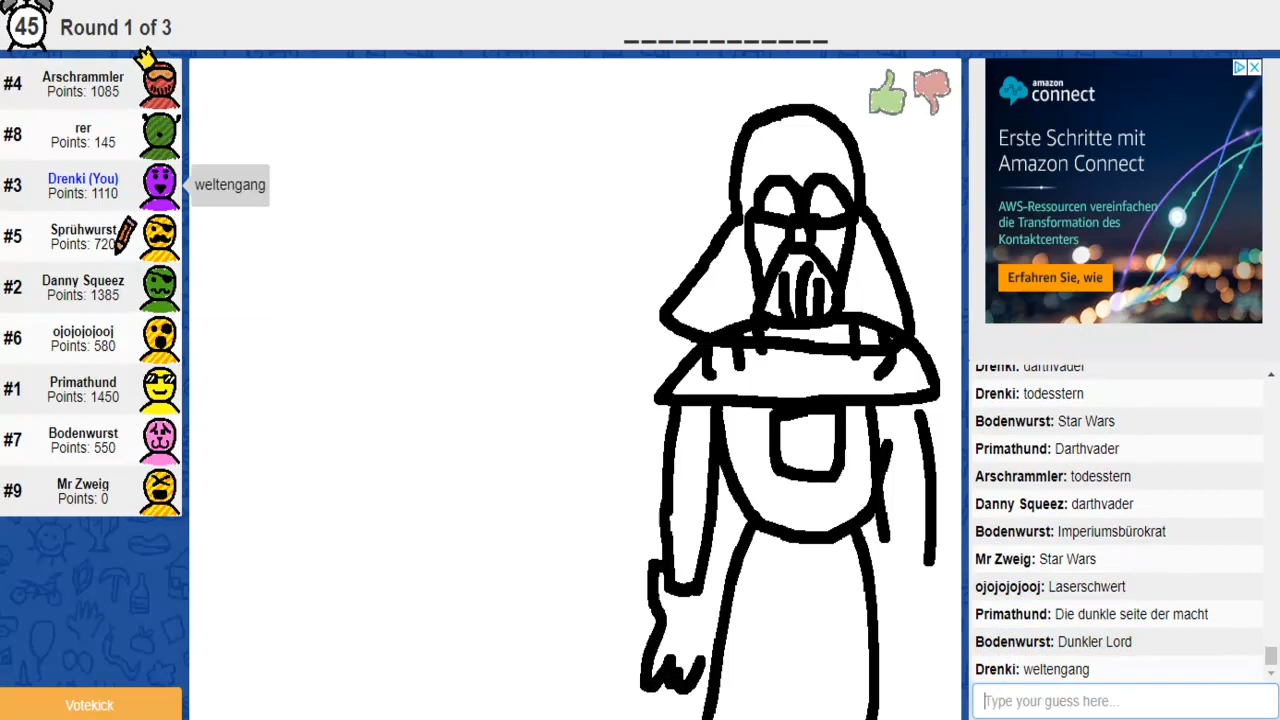 45
Round 1 of 3
____________
#4
Arschrammler
Points: 1085
#8
rer
Points: 145
#3
Drenki (You)
Points: 1110
weltengang
#5
Sprühwurst
Points: 720
#2
Danny Squeez
Points: 1385
#6
ojojojojooj
Points: 580
#1
Primathund
Points: 1450
#7
Bodenwurst
Points: 550
#9
Mr Zweig
Points: 0
Votekick
amazon
connect
Erste Schritte mit
Amazon Connect
AWS-Ressourcen vereinfachen
die Transformation des
Kontaktcenters
Erfahren Sie, wie
Drenki: darthvader
Drenki: todesstern
Bodenwurst: Star Wars
Primathund: Darthvader
Arschrammler: todesstern
Danny Squeez: darthvader
Bodenwurst: Imperiumsbürokrat
Mr Zweig: Star Wars
ojojojojooj: Laserschwert
Primathund: Die dunkle seite der macht
Bodenwurst: Dunkler Lord
Drenki: weltengang
Type your guess here...